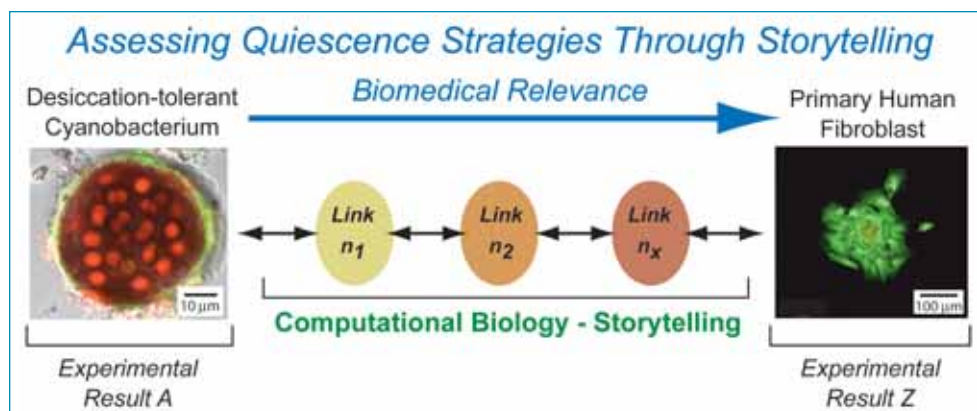 Assessing Quiescence Strategies Through Storytelling
Desiccation-tolerant
Cyanobacterium
Biomedical Relevance
Primary Human
Fibroblast
Link
n1
Link
n2
Link
nx
10 µm
100 µm
Computational Biology - Storytelling
Experimental
Result A
Experimental
Result Z